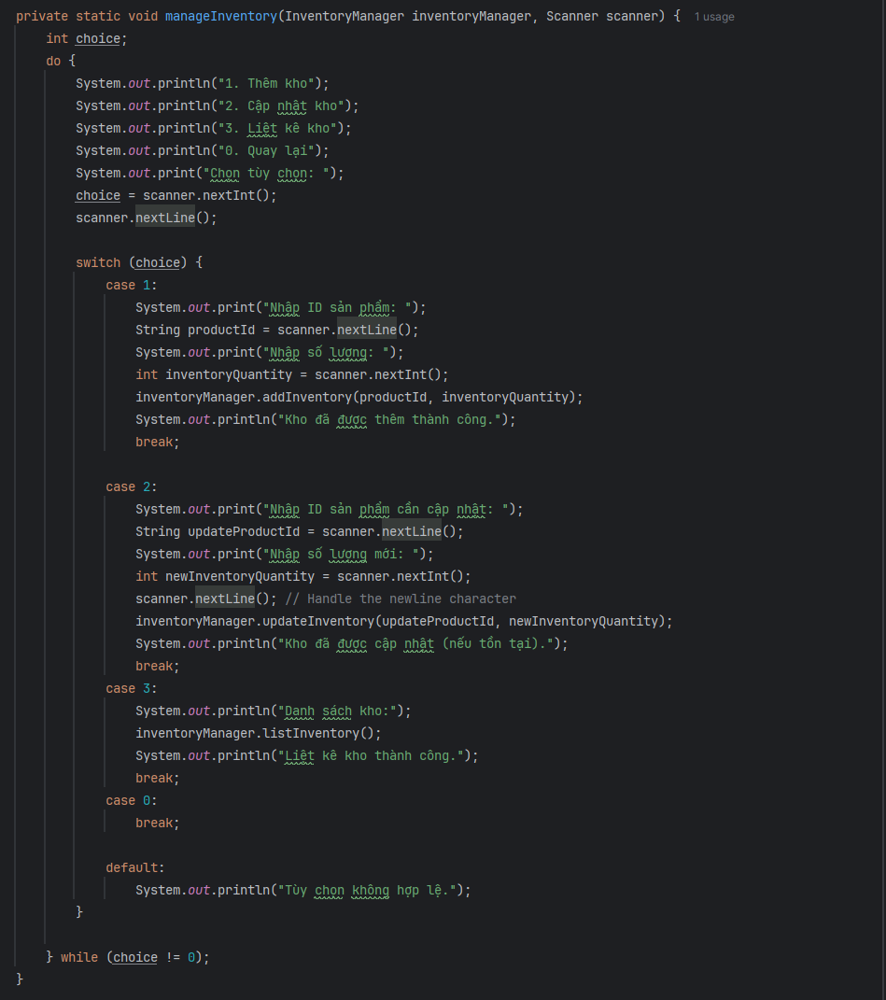 private static void manageInventory(InventoryManager inventoryManager, Scanner scanner) { 1 usage
    int choice;
    do {
        System.out.println("1. Thêm kho");
        System.out.println("2. Cập nhật kho");
        System.out.println("3. Liệt kê kho");
        System.out.println("0. Quay lại");
        System.out.print("Chọn tùy chọn: ");
        choice = scanner.nextInt();
        scanner.nextLine();

        switch (choice) {
            case 1:
                System.out.print("Nhập ID sản phẩm: ");
                String productId = scanner.nextLine();
                System.out.print("Nhập số lượng: ");
                int inventoryQuantity = scanner.nextInt();
                inventoryManager.addInventory(productId, inventoryQuantity);
                System.out.println("Kho đã được thêm thành công.");
                break;

            case 2:
                System.out.print("Nhập ID sản phẩm cần cập nhật: ");
                String updateProductId = scanner.nextLine();
                System.out.print("Nhập số lượng mới: ");
                int newInventoryQuantity = scanner.nextInt();
                scanner.nextLine(); // Handle the newline character
                inventoryManager.updateInventory(updateProductId, newInventoryQuantity);
                System.out.println("Kho đã được cập nhật (nếu tồn tại).");
                break;
            case 3:
                System.out.println("Danh sách kho:");
                inventoryManager.listInventory();
                System.out.println("Liệt kê kho thành công.");
                break;
            case 0:
                break;

            default:
                System.out.println("Tùy chọn không hợp lệ.");
        }

    } while (choice != 0);
}